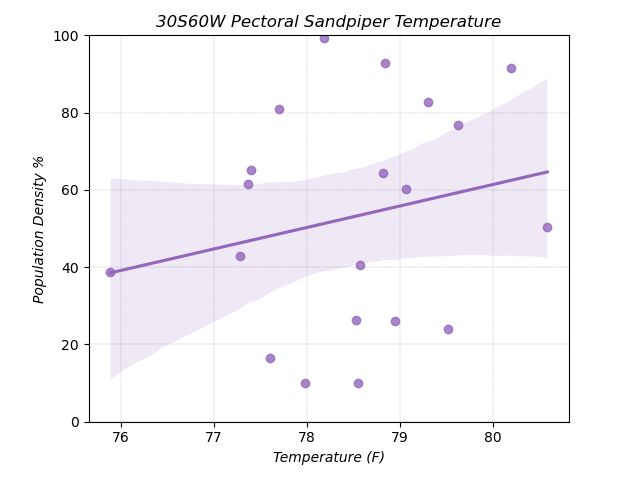 30S60W Pectoral Sandpiper Temperature
100
80
60
40
20
0
Population Density %
76 77 78 79 80
Temperature (F)